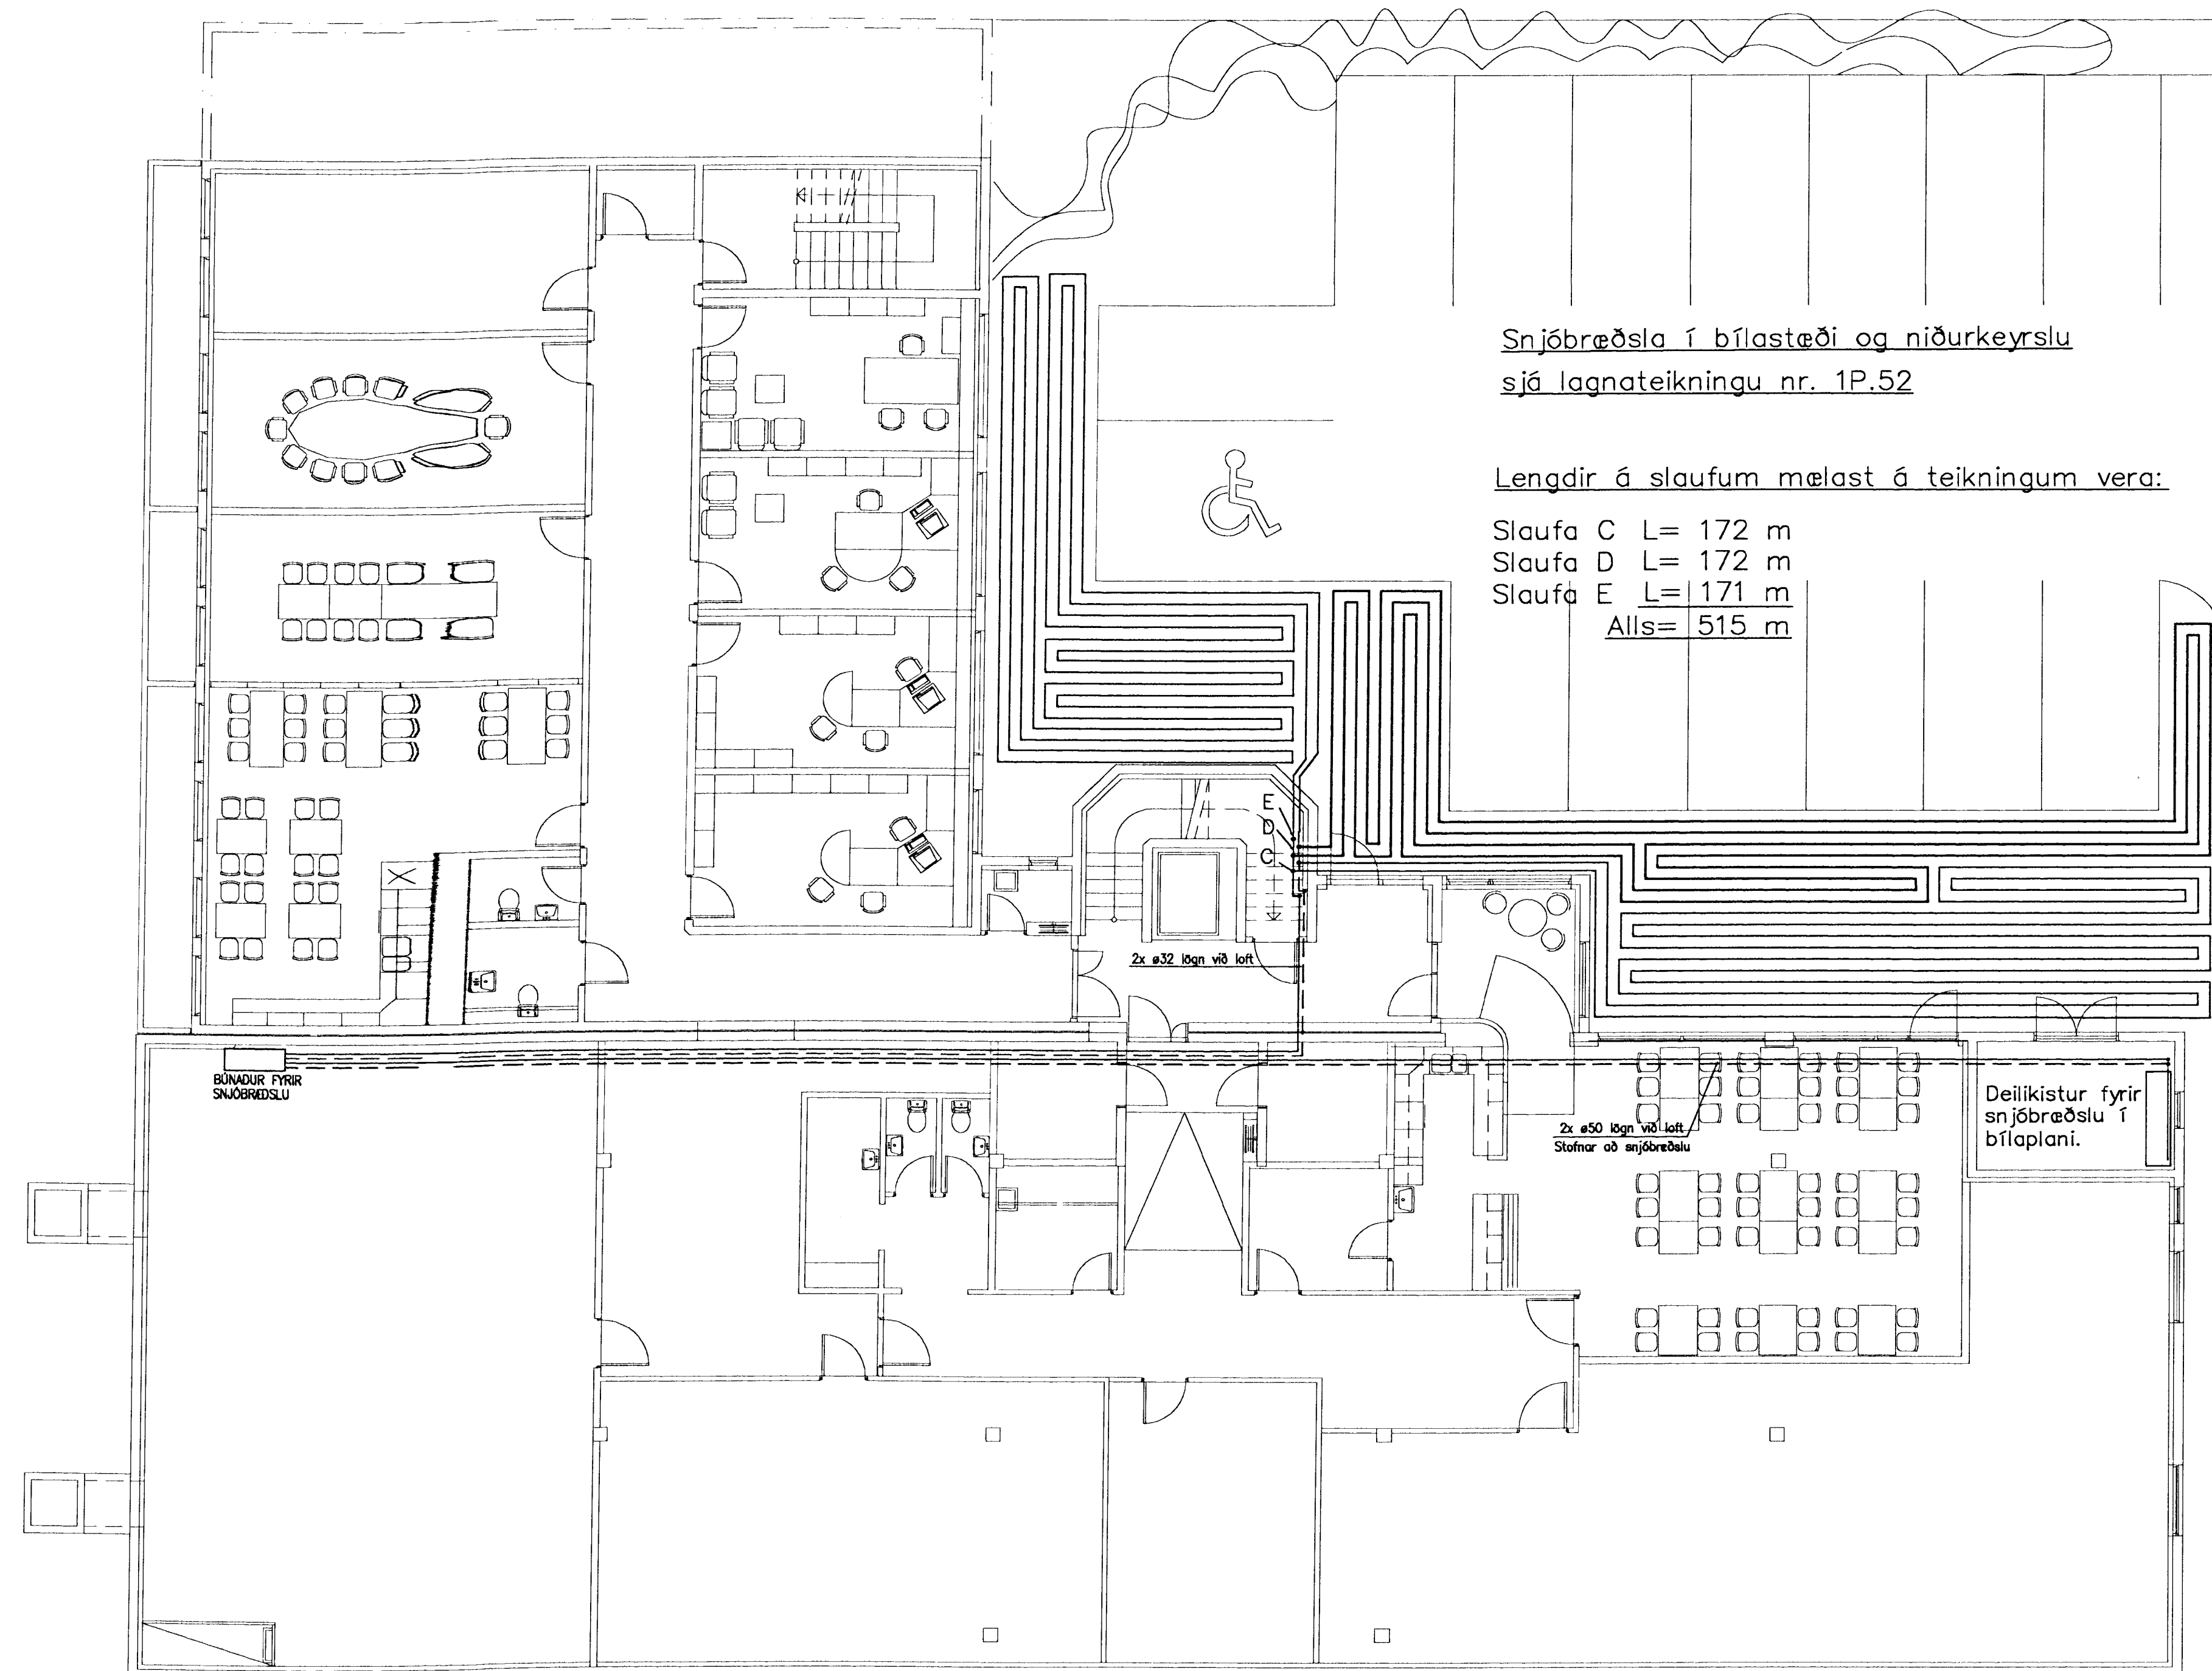 Snjóbræðsla í bílastæði og niðurkeyrslu
sjá lagnateikningu nr. 1P.52
Lengdir á slaufum mælast á teikningum vera:
Slaufa C L= 172 m
Slaufa D L= 172 m
Slaufa E L= 171 m
Alls= 515 m
E
D
C
2x ø32 lögn við loft
BÚNAÐUR FYRIR
SNJÓBRÆÐSLU
2x ø50 lögn við loft
Stofnar að snjóbræðslu
Deilikistur fyrir
snjóbræðslu í
bílaplani.